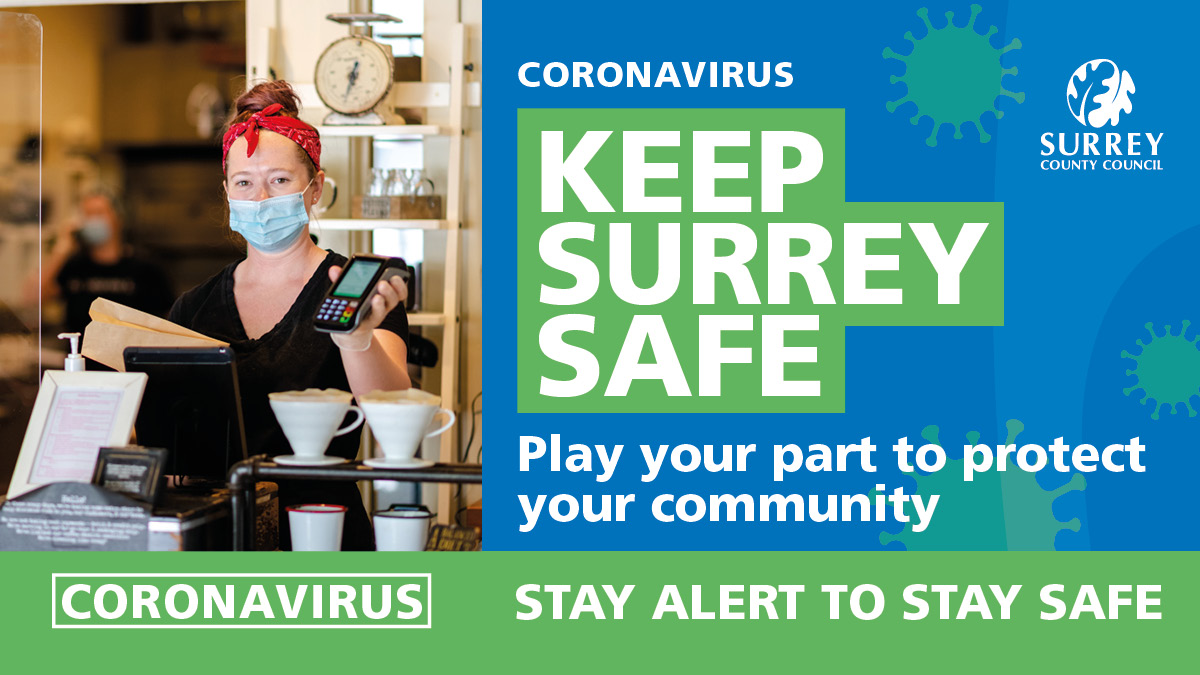 CORONAVIRUS
SURREY
COUNTY COUNCIL
KEEP
SURREY
SAFE
Play your part to protect
your community
Hello!
CORONAVIRUS
STAY ALERT TO STAY SAFE